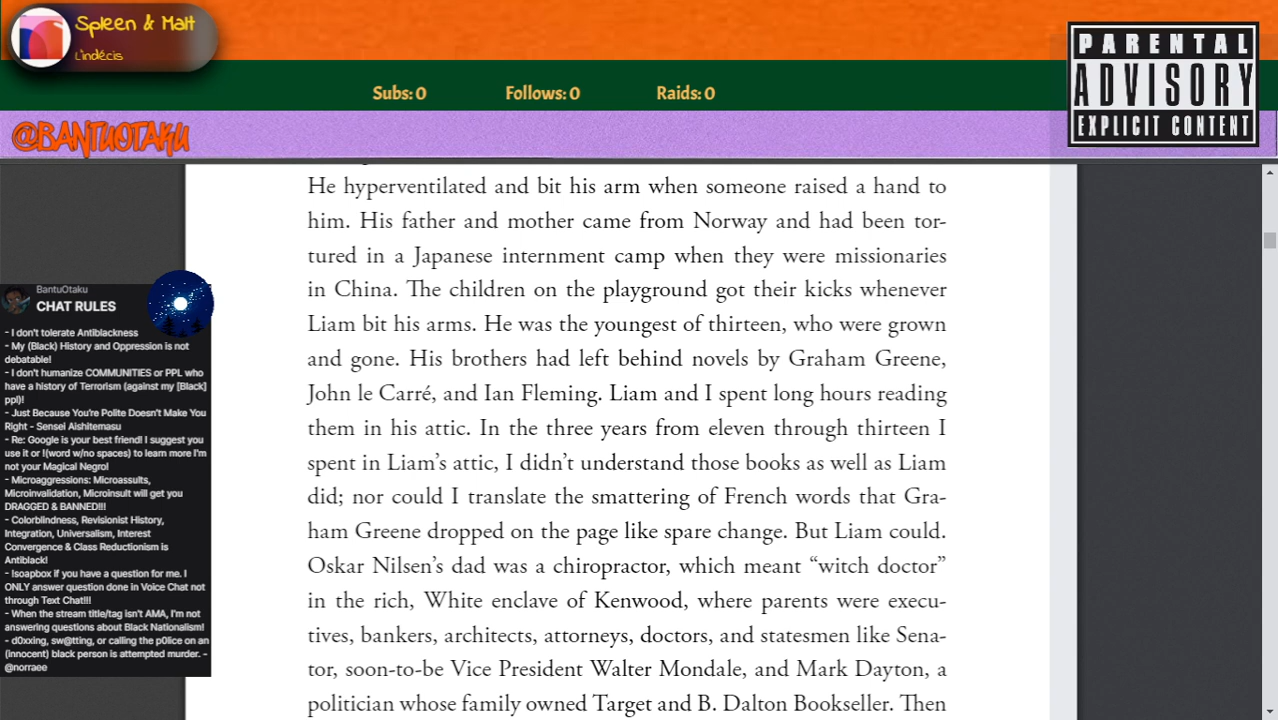 Spleen & Malt
L'indécis
PARENTAL
ADVISORY
EXPLICIT CONTENT
Subs: 0 Follows: 0 Raids: 0
@BANTUOTAKU
He hyperventilated and bit his arm when someone raised a hand to
him. His father and mother came from Norway and had been tor-
tured in a Japanese internment camp when they were missionaries
in China. The children on the playground got their kicks whenever
Liam bit his arms. He was the youngest of thirteen, who were grown
and gone. His brothers had left behind novels by Graham Greene,
John le Carré, and Ian Fleming. Liam and I spent long hours reading
them in his attic. In the three years from eleven through thirteen I
spent in Liam's attic, I didn't understand those books as well as Liam
did; nor could I translate the smattering of French words that Gra-
ham Greene dropped on the page like spare change. But Liam could.
Oskar Nilsen's dad was a chiropractor, which meant “witch doctor”
in the rich, White enclave of Kenwood, where parents were execu-
tives, bankers, architects, attorneys, doctors, and statesmen like Sena-
tor, soon-to-be Vice President Walter Mondale, and Mark Dayton, a
politician whose family owned Target and B. Dalton Bookseller. Then
BantuOtaku
CHAT RULES
- I don't tolerate Antiblackness
- My (Black) History and Oppression is not
debatable!
- I don't humanize COMMUNITIES or PPL who
have a history of Terrorism (against my [Black]
ppl)!
- Just Because You're Polite Doesn't Make You
Right - Sensei Aishitemasu
- Re: Google is your best friend! I suggest you
use it or !(word w/no spaces) to learn more I'm
not your Magical Negro!
- Microaggressions: Microassults,
Microinvalidation, Microinsult will get you
DRAGGED & BANNED!!!
- Colorblindness, Revisionist History,
Integration, Universalism, Interest
Convergence & Class Reductionism is
Antiblack!
- !soapbox if you have a question for me. I
ONLY answer question done in Voice Chat not
through Text Chat!!!
- When the stream title/tag isn't AMA, I'm not
answering questions about Black Nationalism!
- d0xxing, sw@tting, or calling the p0lice on an
(innocent) black person is attempted murder. -
@norraee